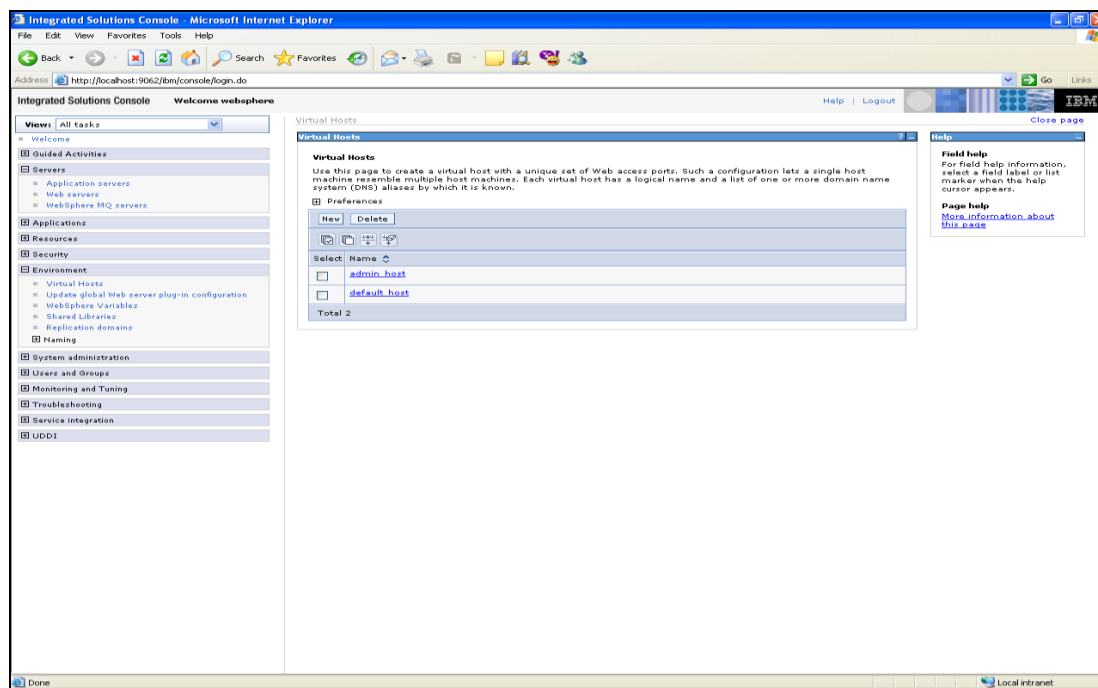 Integrated Solutions Console - Microsoft Internet Explorer
File Edit View Favorites Tools Help
Back Search Favorites
Address http://localhost:9062/ibm/console/login.do Go Links
Integrated Solutions Console Welcome websphere Help | Logout IBM
View: All tasks
Welcome
Guided Activities
Servers
Application servers
Web servers
WebSphere MQ servers
Applications
Resources
Security
Environment
Virtual Hosts
Update global Web server plug-in configuration
WebSphere Variables
Shared Libraries
Replication domains
Naming
System administration
Users and Groups
Monitoring and Tuning
Troubleshooting
Service integration
UDDI
Virtual Hosts Close page
Virtual Hosts ?
Virtual Hosts
Use this page to create a virtual host with a unique set of Web access ports. Such a configuration lets a single host
machine resemble multiple host machines. Each virtual host has a logical name and a list of one or more domain name
system (DNS) aliases by which it is known.
Preferences
New Delete
Select Name
admin_host
default_host
Total 2
Help
Field help
For field help information,
select a field label or list
marker when the help
cursor appears.
Page help
More information about
this page
Done Local intranet